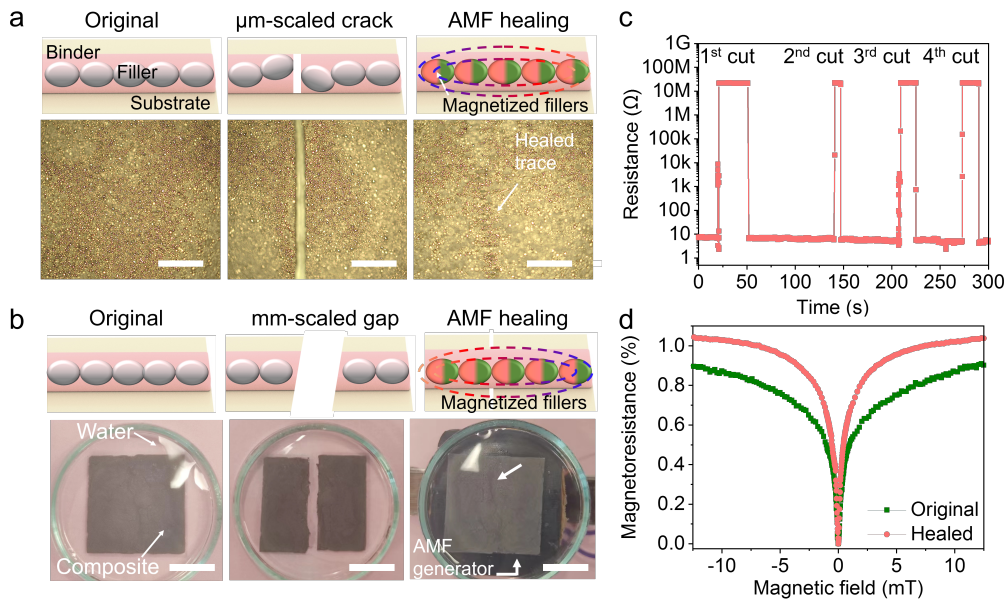 a
Original
µm-scaled crack
AMF healing
Binder
Filler
Substrate
Magnetized fillers
Healed
trace
b
Original
mm-scaled gap
AMF healing
Magnetized fillers
Water
Composite
AMF
generator
c
1st cut
2nd cut
3rd cut
4th cut
1G
100M
10M
1M
100k
10k
1k
100
10
1
Resistance (Ω)
0
50
100
150
200
250
300
Time (s)
d
1.0
0.8
0.6
0.4
0.2
0.0
Magnetoresistance (%)
Original
Healed
-10
-5
0
5
10
Magnetic field (mT)